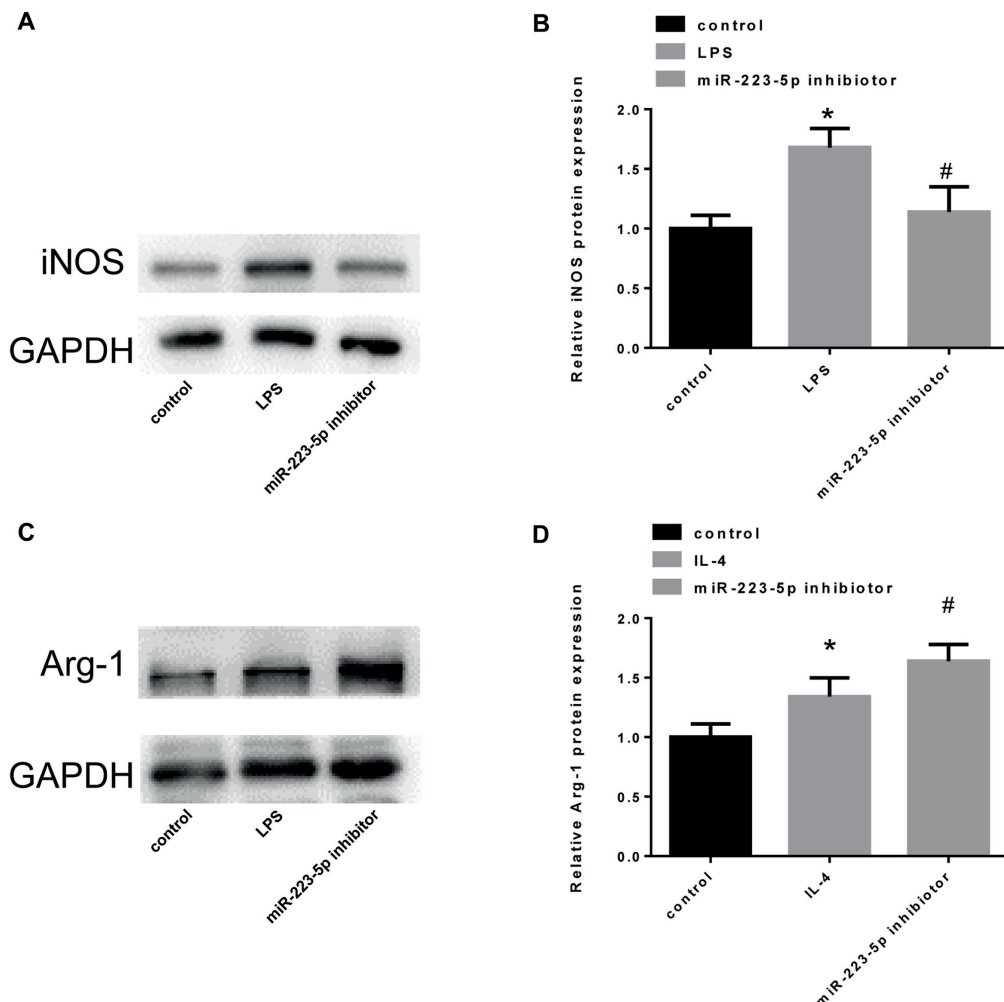 A
iNOS
GAPDH
control
LPS
miR-223-5p inhibitor
B
control
LPS
miR-223-5p inhibiotor
Relative iNOS protein expression
2.0
1.5
1.0
0.5
0.0
*
#
control
LPS
miR-223-5p inhibiotor
C
Arg-1
GAPDH
control
LPS
miR-223-5p inhibitor
D
control
IL-4
miR-223-5p inhibiotor
Relative Arg-1 protein expression
2.0
1.5
1.0
0.5
0.0
*
#
control
IL-4
miR-223-5p inhibiotor